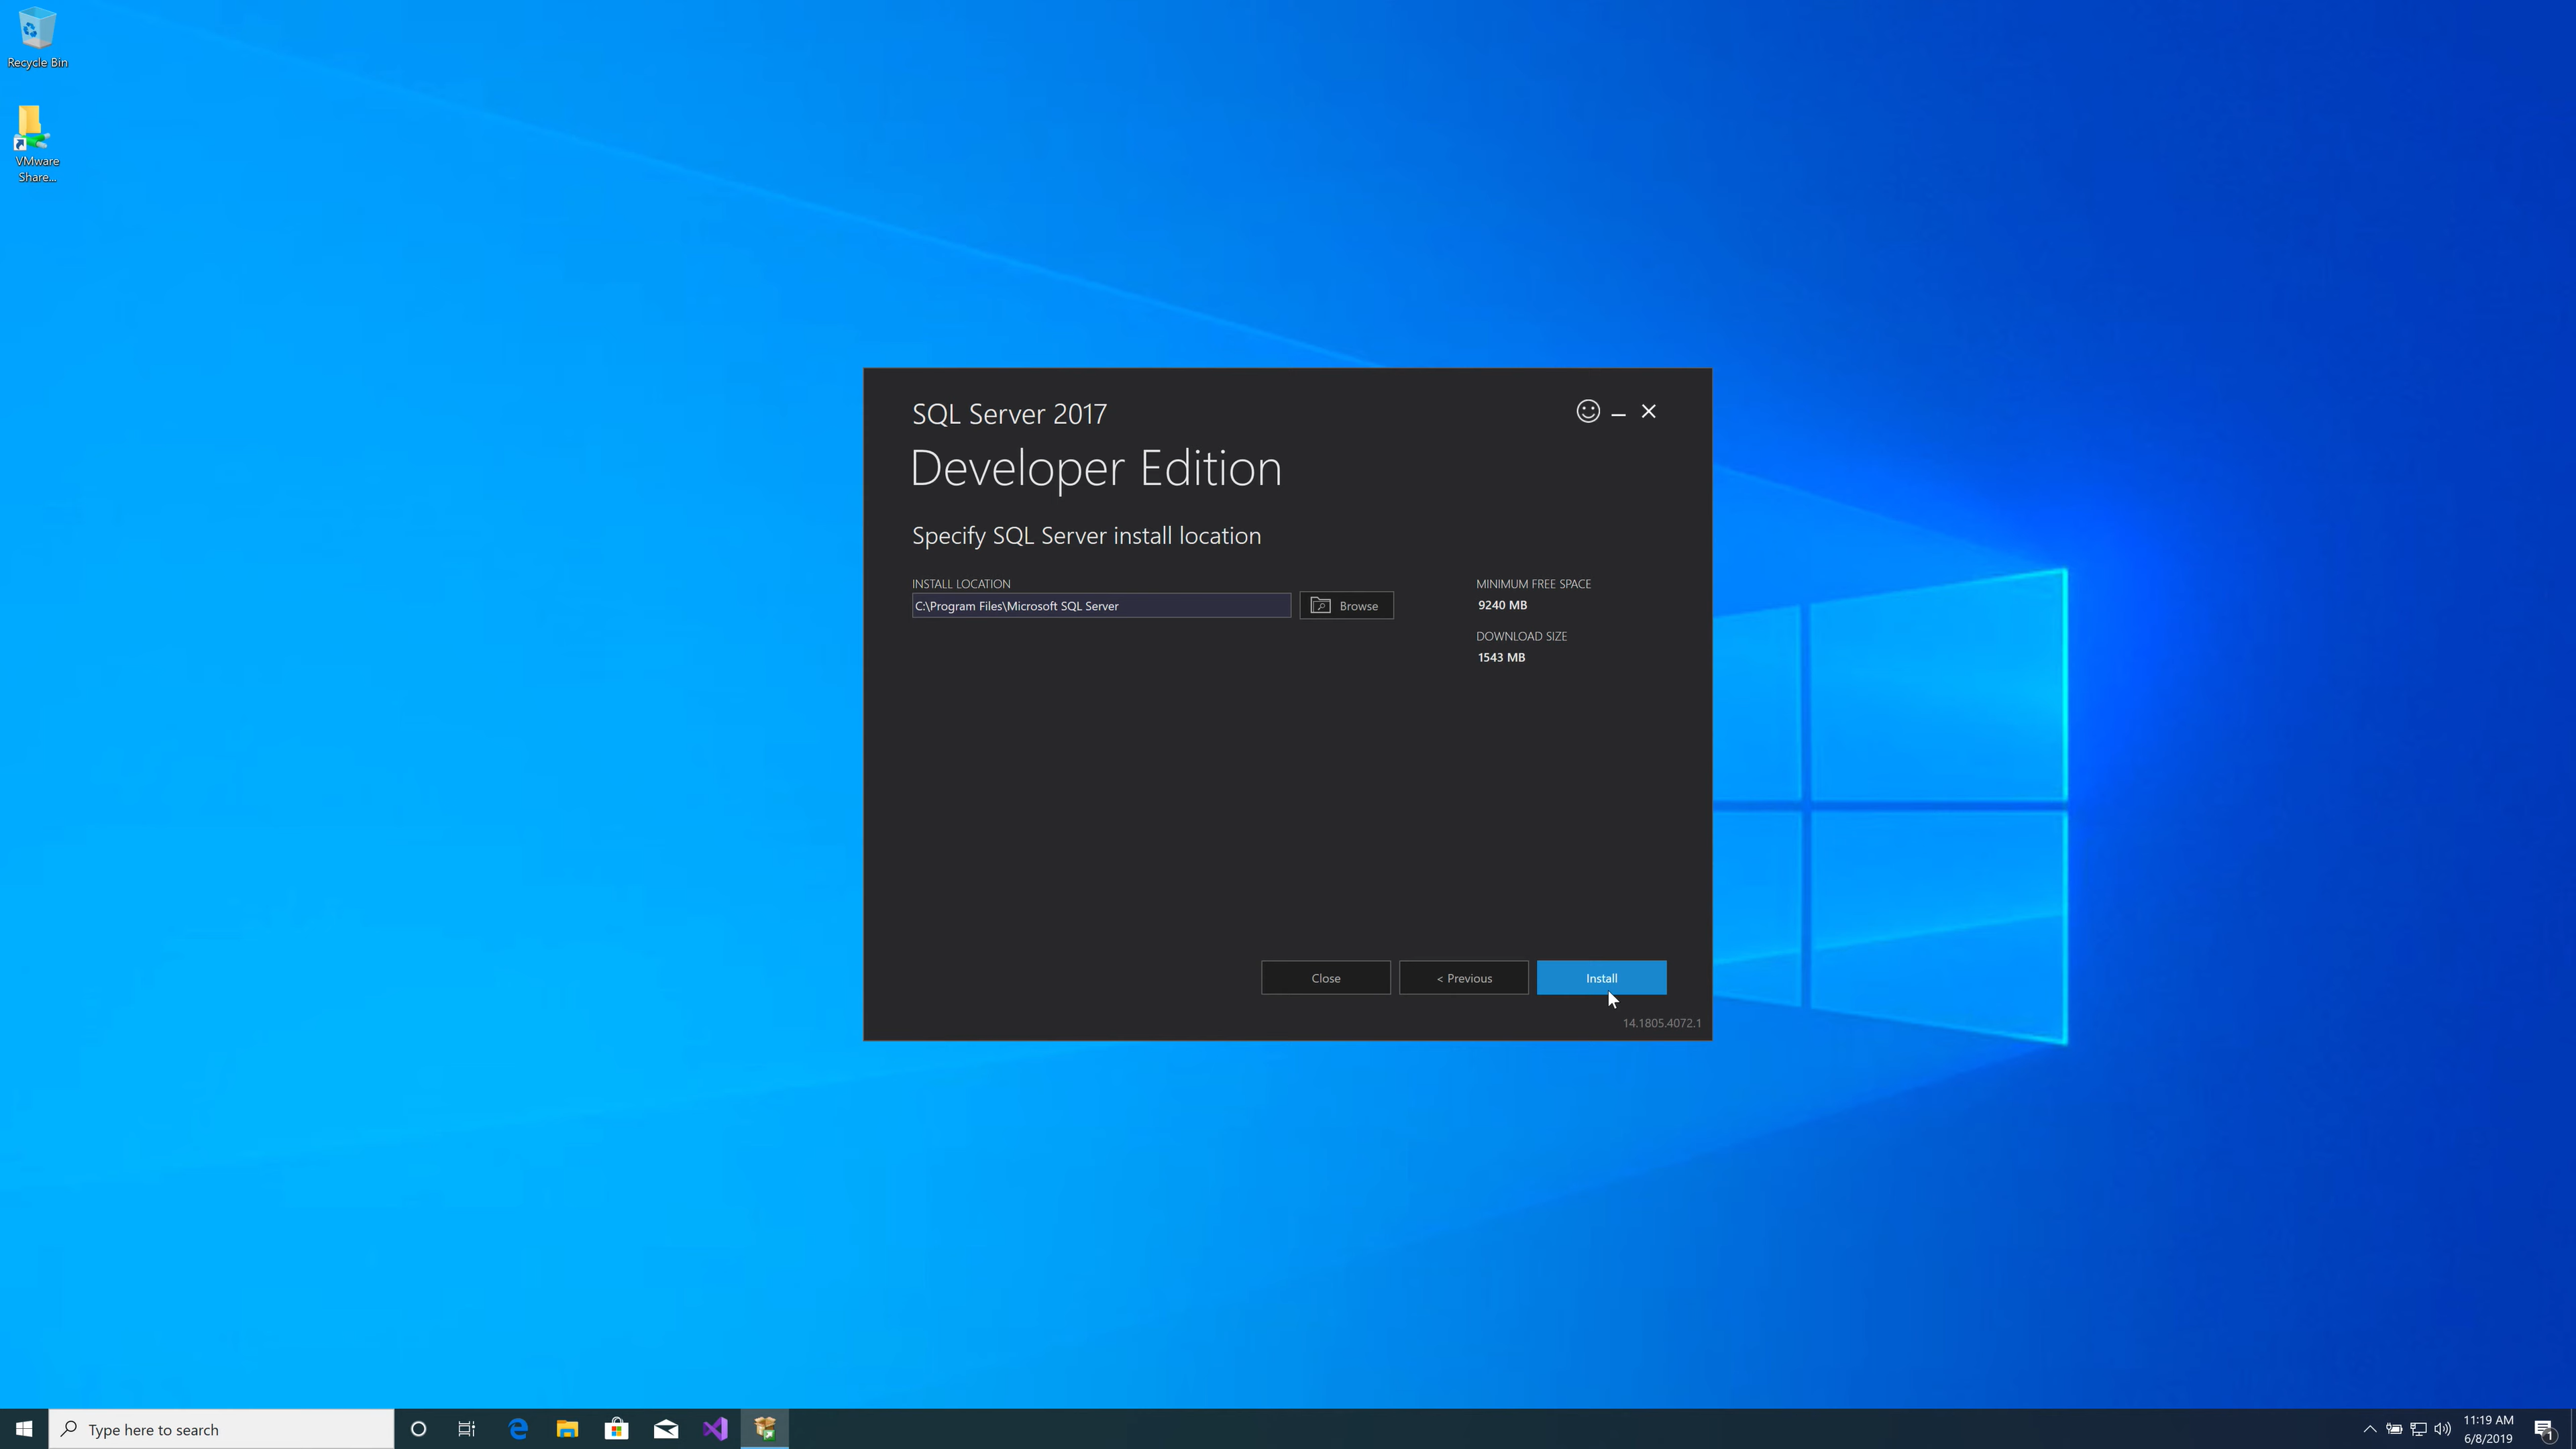 Recycle Bin
VMware
Share...
SQL Server 2017
Developer Edition
Specify SQL Server install location
INSTALL LOCATION
C:\Program Files\Microsoft SQL Server
Browse
MINIMUM FREE SPACE
9240 MB
DOWNLOAD SIZE
1543 MB
Close
< Previous
Install
14.1805.4072.1
Type here to search
11:19 AM
6/8/2019
1